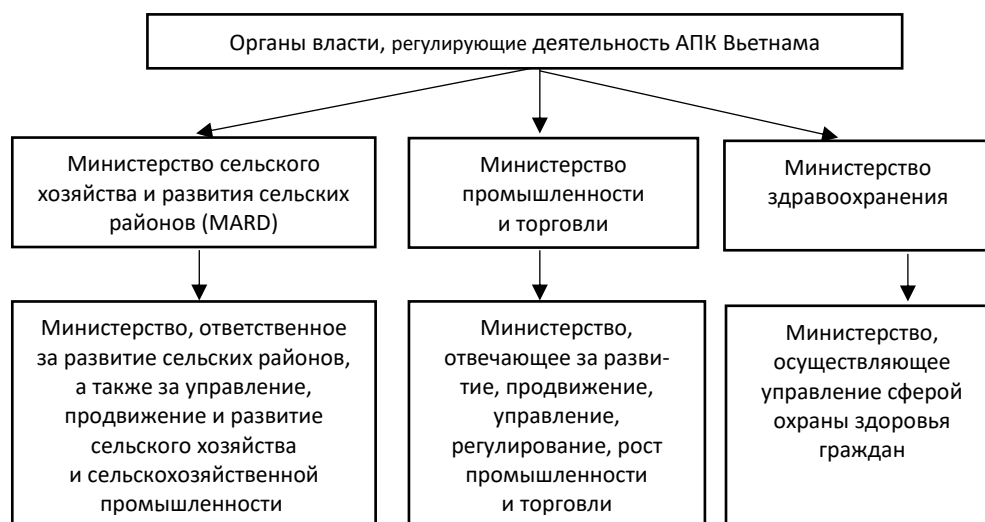 Органы власти, регулирующие деятельность АПК Вьетнама
Министерство сельского
хозяйства и развития сельских
районов (MARD)
Министерство
промышленности
и торговли
Министерство
здравоохранения
Министерство, ответственное
за развитие сельских районов,
а также за управление,
продвижение и развитие
сельского хозяйства
и сельскохозяйственной
промышленности
Министерство,
отвечающее за разви-
тие, продвижение,
управление,
регулирование, рост
промышленности
и торговли
Министерство,
осуществляющее
управление сферой
охраны здоровья
граждан